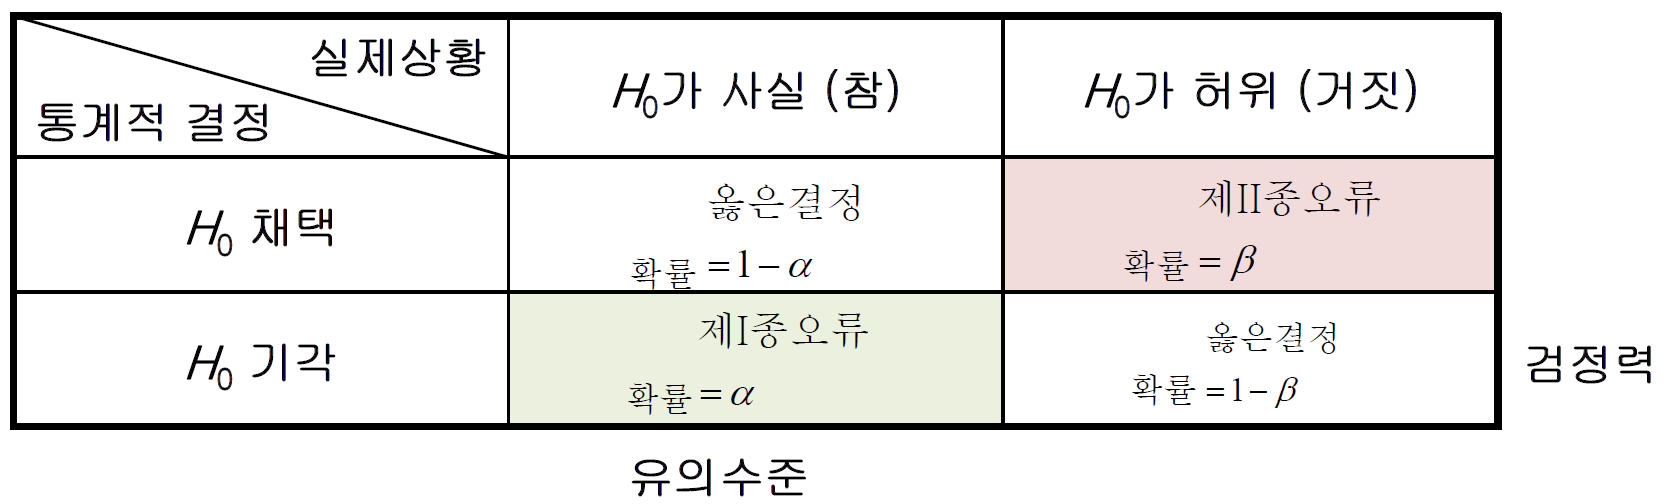 실제상황
통계적 결정
H0가 사실 (참)
H0가 허위 (거짓)
H0 채택
옳은결정
확률 = 1 − α
제II종오류
확률 = β
H0 기각
제I종오류
확률 = α
옳은결정
확률 = 1 − β
검정력
유의수준